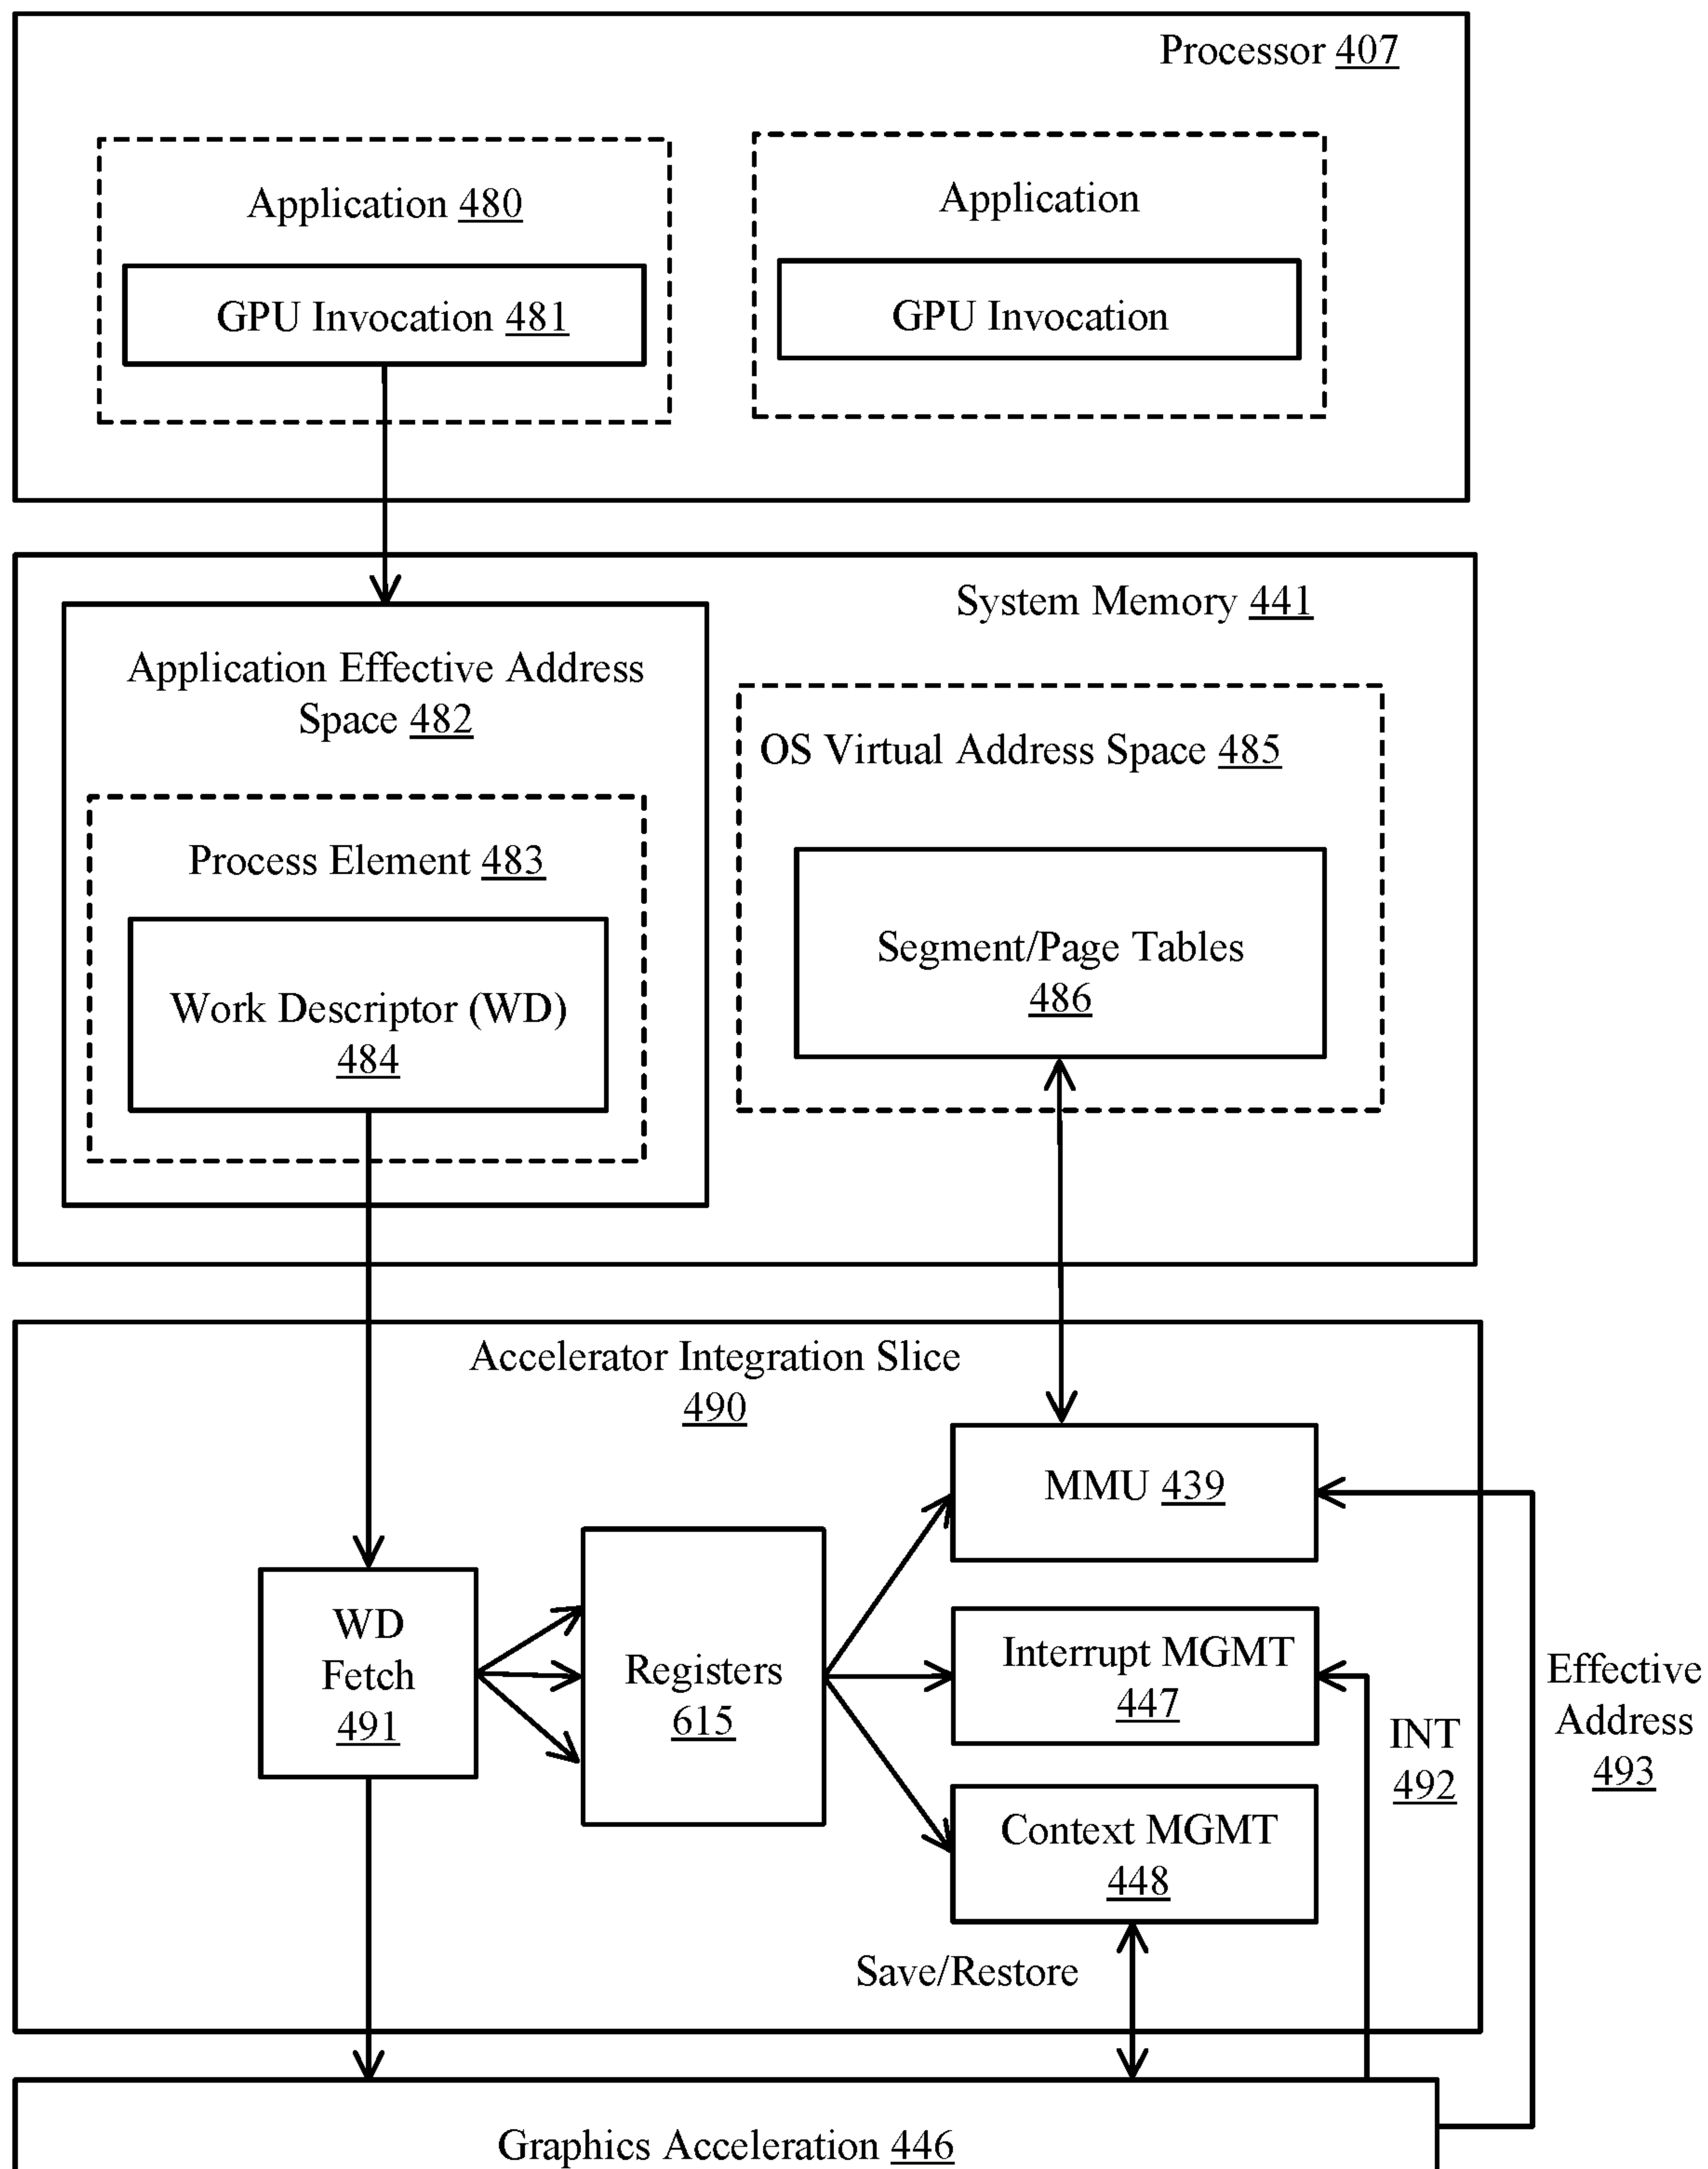 Processor 407
Application 480
GPU Invocation 481
Application
GPU Invocation
System Memory 441
Application Effective Address
Space 482
Process Element 483
Work Descriptor (WD)
484
OS Virtual Address Space 485
Segment/Page Tables
486
Accelerator Integration Slice
490
WD
Fetch
491
Registers
615
MMU 439
Interrupt MGMT
447
Context MGMT
448
Save/Restore
INT
492
Effective
Address
493
Graphics Acceleration 446